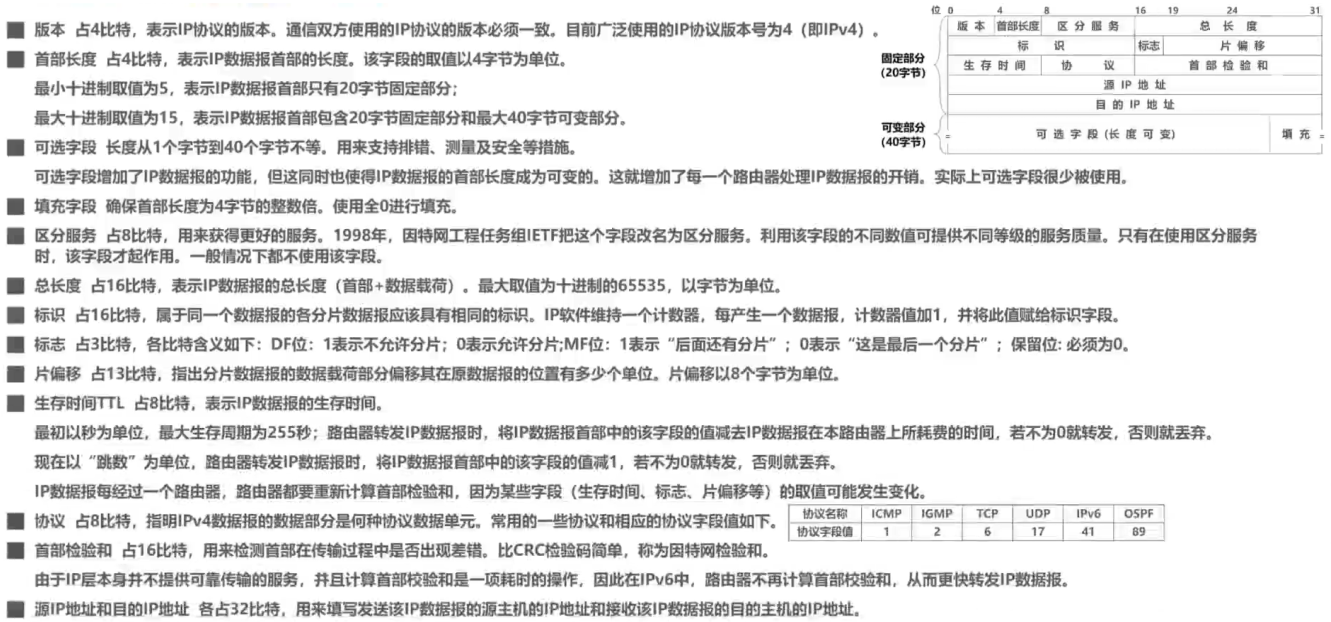 位 0 4 8 16 19 24 31
版本 首部长度 区分服务 总长度
标识 标志 片偏移
生存时间 协议 首部检验和
源IP地址
目的IP地址
可选字段(长度可变) 填充
固定部分
(20字节)
可变部分
(40字节)
版本 占4比特，表示IP协议的版本。通信双方使用的IP协议的版本必须一致。目前广泛使用的IP协议版本号为4（即IPv4）。
首部长度 占4比特，表示IP数据报首部的长度。该字段的取值以4字节为单位。
最小十进制取值为5，表示IP数据报首部只有20字节固定部分；
最大十进制取值为15，表示IP数据报首部包含20字节固定部分和最大40字节可变部分。
可选字段 长度从1个字节到40个字节不等。用来支持排错、测量及安全等措施。
可选字段增加了IP数据报的功能，但这同时也使得IP数据报的首部长度成为可变的。这就增加了每一个路由器处理IP数据报的开销。实际上可选字段很少被使用。
填充字段 确保首部长度为4字节的整数倍。使用全0进行填充。
区分服务 占8比特，用来获得更好的服务。1998年，因特网工程任务组IETF把这个字段改名为区分服务。利用该字段的不同数值可提供不同等级的服务质量。只有在使用区分服务
时，该字段才起作用。一般情况下都不使用该字段。
总长度 占16比特，表示IP数据报的总长度（首部+数据载荷）。最大取值为十进制的65535，以字节为单位。
标识 占16比特，属于同一个数据报的各分片数据报应该具有相同的标识。IP软件维持一个计数器，每产生一个数据报，计数器值加1，并将此值赋给标识字段。
标志 占3比特，各比特含义如下：DF位：1表示不允许分片；0表示允许分片;MF位：1表示“后面还有分片”；0表示“这是最后一个分片”；保留位: 必须为0。
片偏移 占13比特，指出分片数据报的数据载荷部分偏移其在原数据报的位置有多少个单位。片偏移以8个字节为单位。
生存时间TTL 占8比特，表示IP数据报的生存时间。
最初以秒为单位，最大生存周期为255秒；路由器转发IP数据报时，将IP数据报首部中的该字段的值减去IP数据报在本路由器上所耗费的时间，若不为0就转发，否则就丢弃。
现在以“跳数”为单位，路由器转发IP数据报时，将IP数据报首部中的该字段的值减1，若不为0就转发，否则就丢弃。
IP数据报每经过一个路由器，路由器都要重新计算首部检验和，因为某些字段（生存时间、标志、片偏移等）的取值可能发生变化。
协议 占8比特，指明IPv4数据报的数据部分是何种协议数据单元。常用的一些协议和相应的协议字段值如下。
协议名称 ICMP IGMP TCP UDP IPv6 OSPF
协议字段值 1 2 6 17 41 89
首部检验和 占16比特，用来检测首部在传输过程中是否出现差错。比CRC检验码简单，称为因特网检验和。
由于IP层本身并不提供可靠传输的服务，并且计算首部校验和是一项耗时的操作，因此在IPv6中，路由器不再计算首部校验和，从而更快转发IP数据报。
源IP地址和目的IP地址 各占32比特，用来填写发送该IP数据报的源主机的IP地址和接收该IP数据报的目的主机的IP地址。